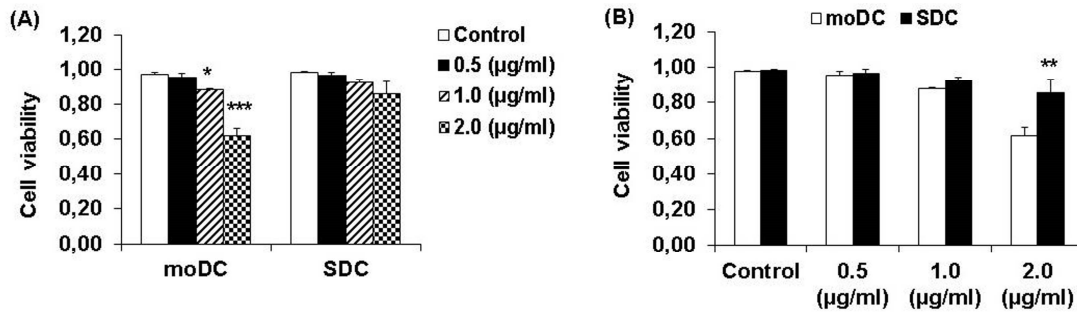 (A)
Cell viability
1,20
1,00
0,80
0,60
0,40
0,20
0,00
*
***
moDC
SDC
Control
0.5 (µg/ml)
1.0 (µg/ml)
2.0 (µg/ml)
(B)
moDC
SDC
Cell viability
1,20
1,00
0,80
0,60
0,40
0,20
0,00
**
Control
0.5
(µg/ml)
1.0
(µg/ml)
2.0
(µg/ml)